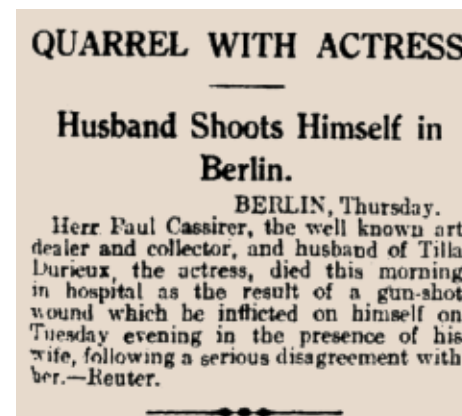 QUARREL WITH ACTRESS
Husband Shoots Himself in
Berlin.
BERLIN, Thursday.
Herr Paul Cassirer, the well known art
dealer and collector, and husband of Tilla
Durieux, the actress, died this morning
in hospital as the result of a gun-shot
wound which he inflicted on himself on
Tuesday evening in the presence of his
wife, following a serious disagreement with
her.—Reuter.